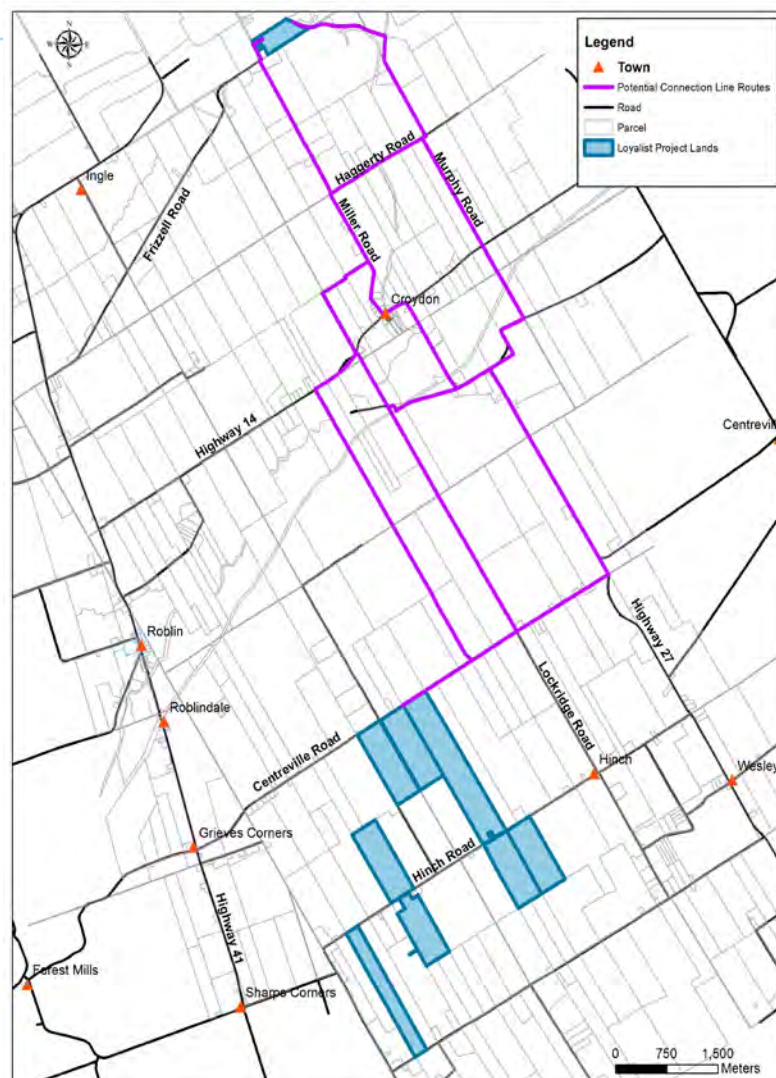 N
W
E
S
Legend
Town
Potential Connection Line Routes
Road
Parcel
Loyalist Project Lands
Ingle
Frizzell Road
Haggerty Road
Murphy Road
Miller Road
Croydon
Highway 14
Centrevill
Roblin
Roblindale
Highway 27
Lockridge Road
Centreville Road
Hinch
Wesley
Grieves Corners
Hinch Road
Highway 41
Forest Mills
Sharps Corners
0 750 1,500
Meters